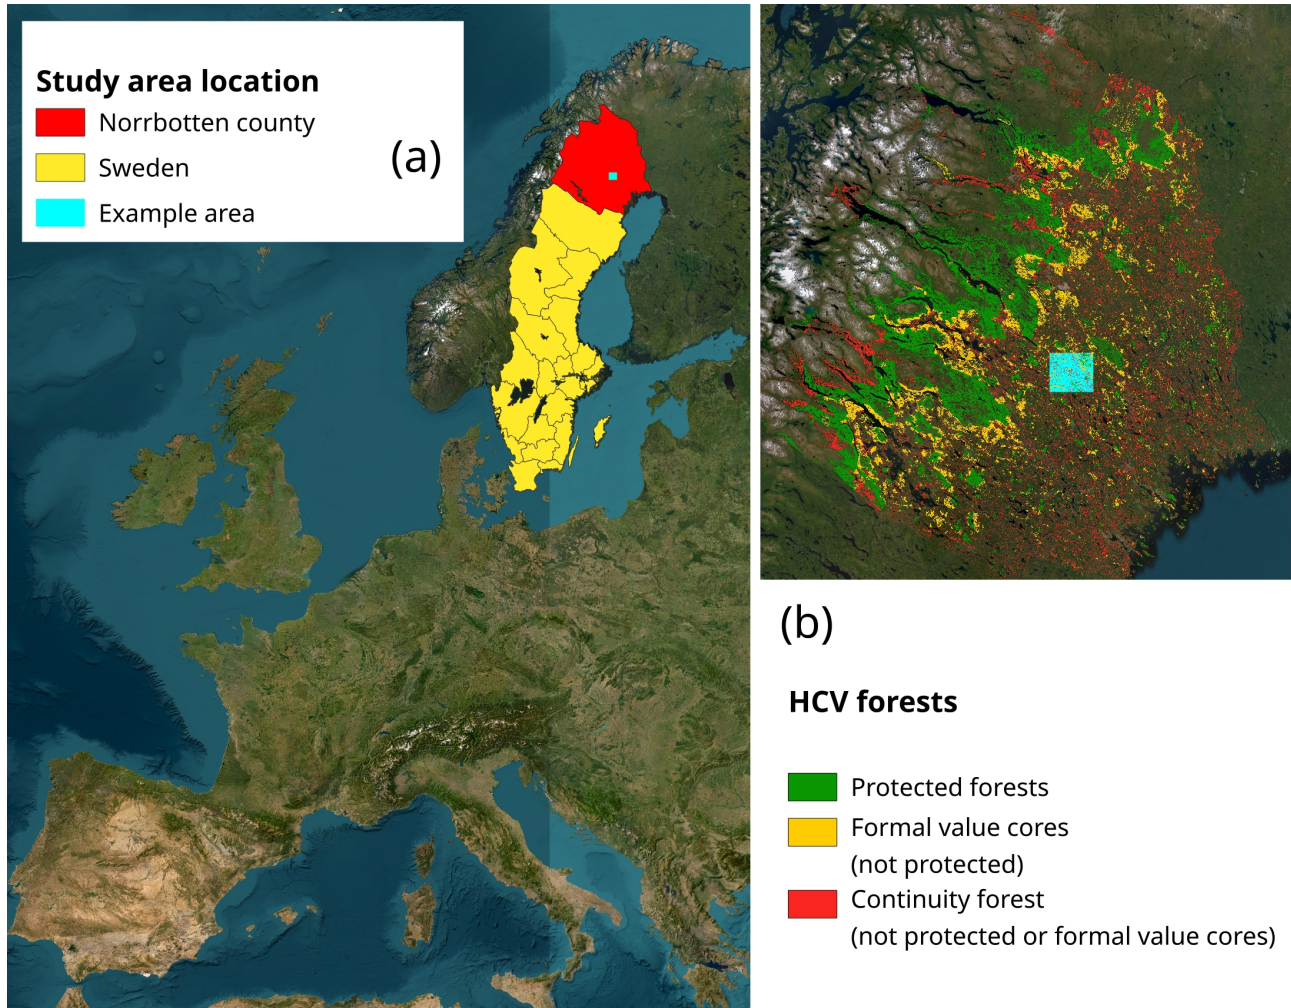 Study area location
Norrbotten county
(a)
Sweden
Example area
(b)
HCV forests
Protected forests
Formal value cores
(not protected)
Continuity forest
(not protected or formal value cores)